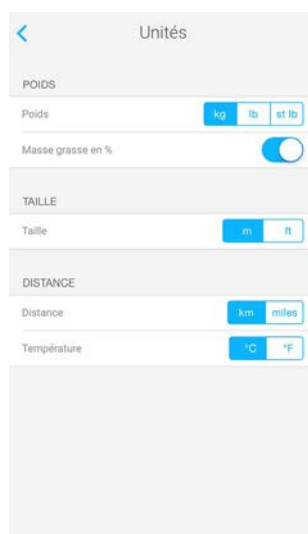 Unités
POIDS
Poids kg lb st lb
Masse grasse en %
TAILLE
Taille m ft
DISTANCE
Distance km miles
Température °C °F